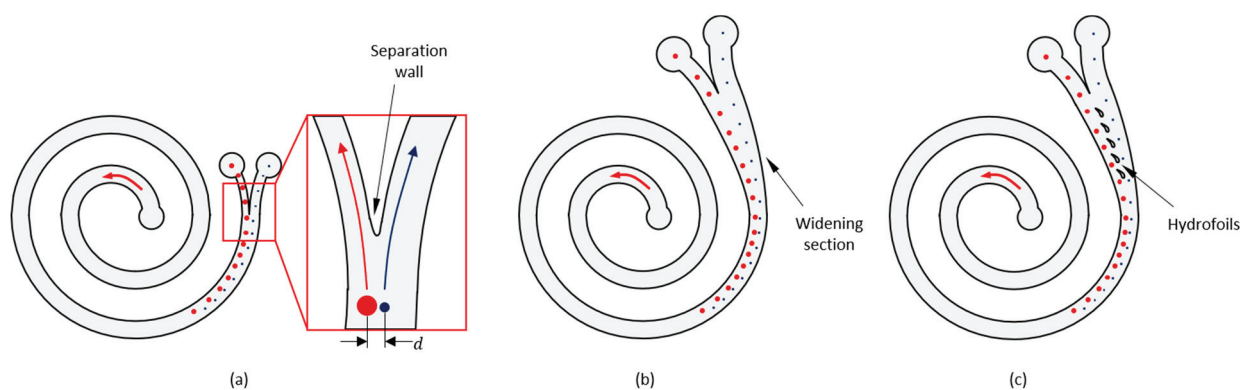 Separation
wall
d
Widening
section
Hydrofoils
(a)
(b)
(c)